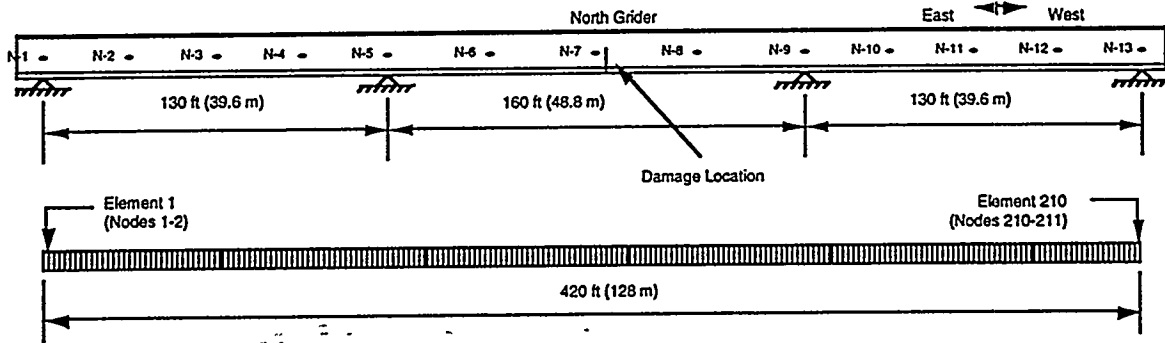 North Grider
East West
N-1 N-2 N-3 N-4 N-5 N-6 N-7 N-8 N-9 N-10 N-11 N-12 N-13
130 ft (39.6 m) 160 ft (48.8 m) 130 ft (39.6 m)
Damage Location
Element 1
(Nodes 1-2)
Element 210
(Nodes 210-211)
420 ft (128 m)